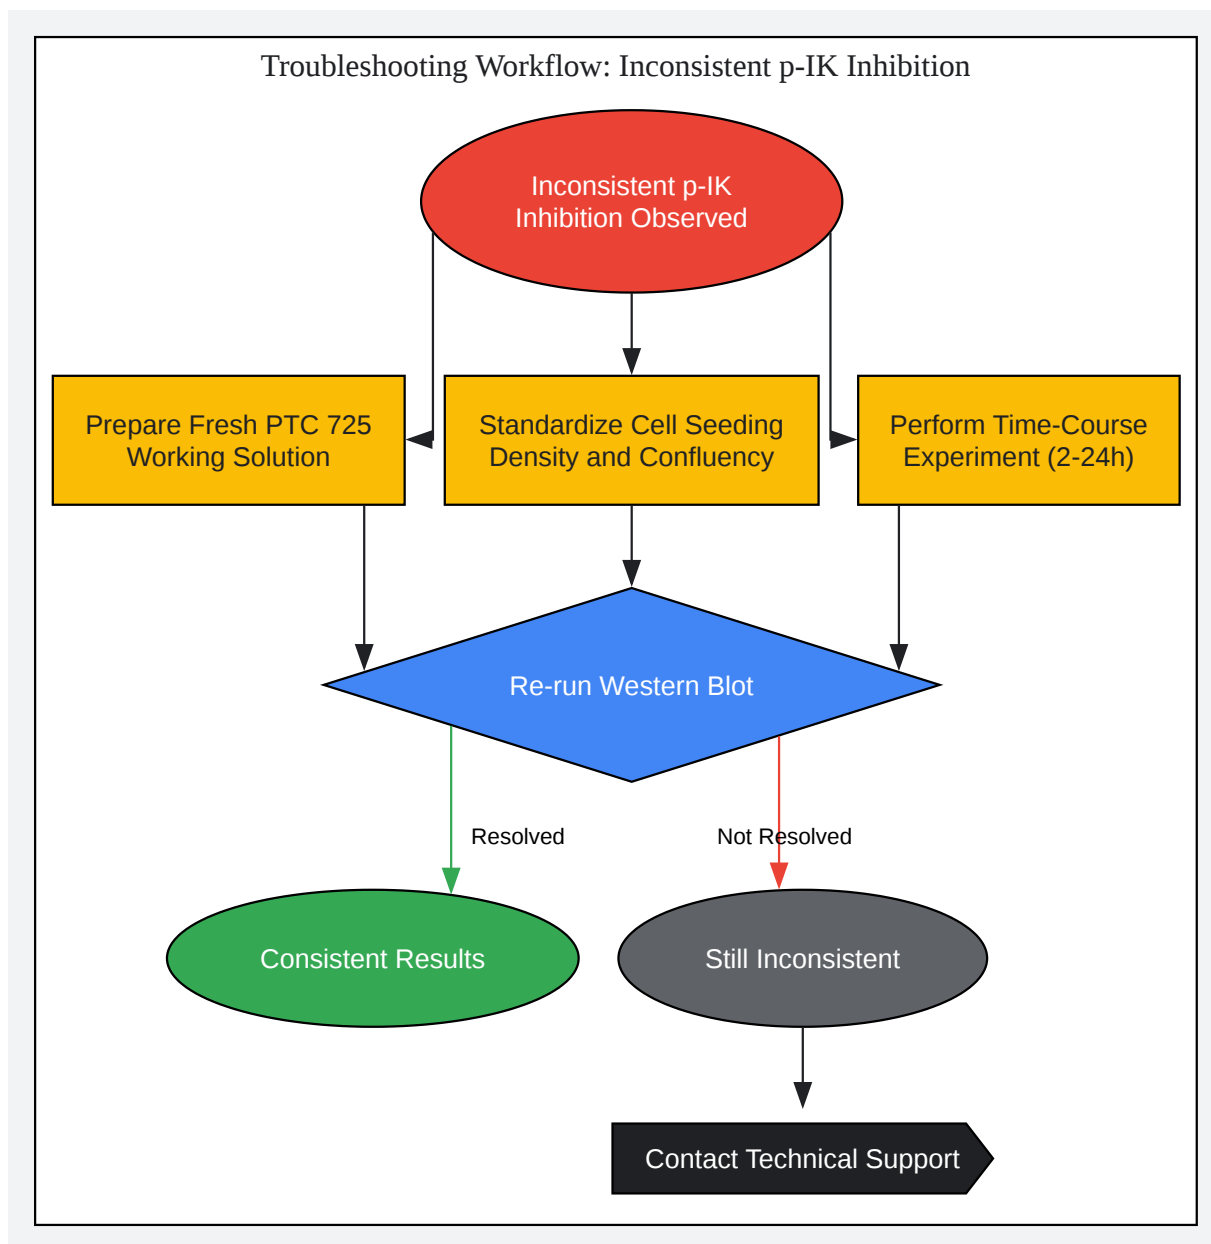 Troubleshooting Workflow: Inconsistent p-IK Inhibition
Inconsistent p-IK
Inhibition Observed
Prepare Fresh PTC 725
Working Solution
Standardize Cell Seeding
Density and Confluency
Perform Time-Course
Experiment (2-24h)
Re-run Western Blot
Resolved
Not Resolved
Consistent Results
Still Inconsistent
Contact Technical Support